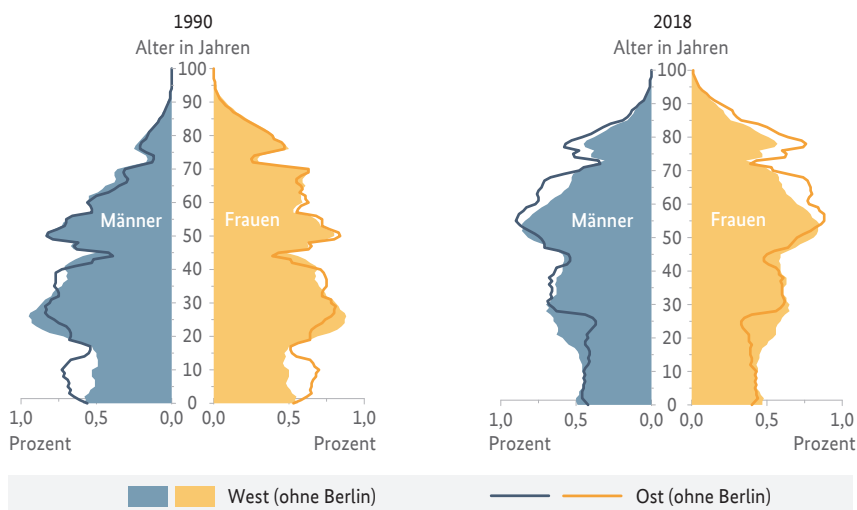 1990
Alter in Jahren
100
90
80
70
60
50
40
30
20
10
0
Männer
Frauen
1,0 0,5 0,0 0,0 0,5 1,0
Prozent Prozent
2018
Alter in Jahren
100
90
80
70
60
50
40
30
20
10
0
Männer
Frauen
1,0 0,5 0,0 0,0 0,5 1,0
Prozent Prozent
West (ohne Berlin) Ost (ohne Berlin)